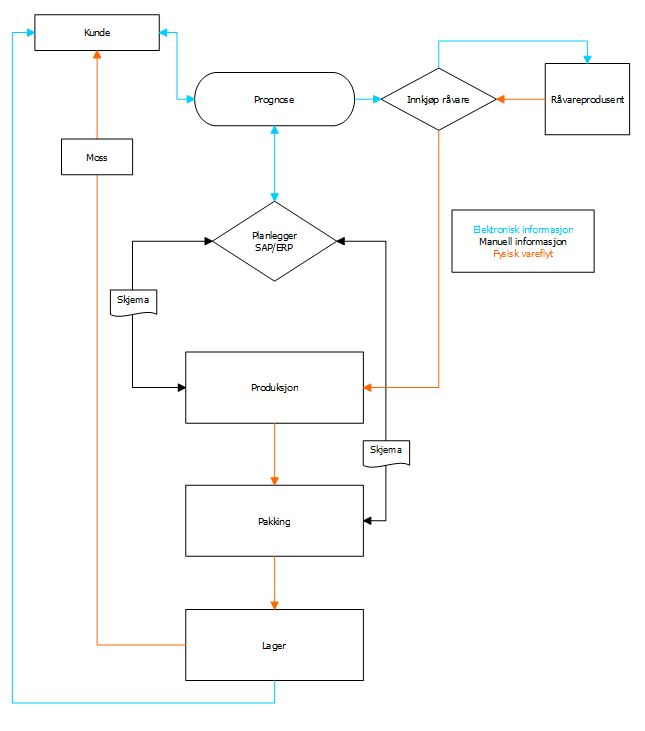 Kunde
Prognose
Innkjøp råvare
Råvareprodusent
Moss
Planlegger
SAP/ERP
Elektronisk informasjon
Manuell informasjon
Fysisk vareflyt
Skjema
Produksjon
Skjema
Pakking
Lager